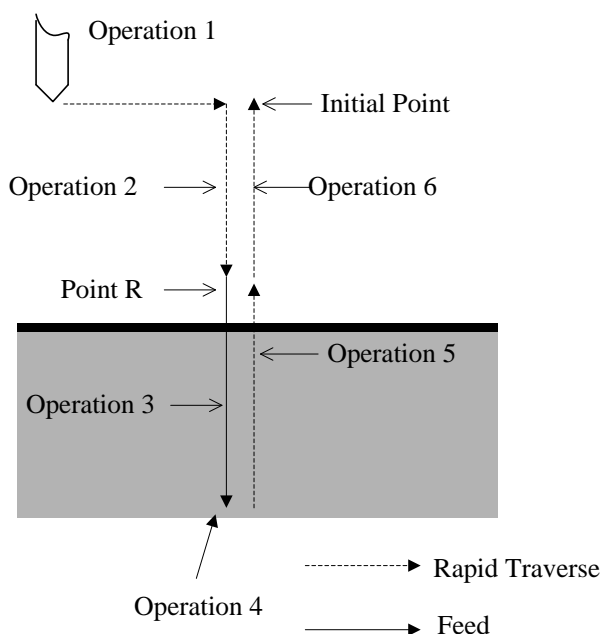 Operation 1
Initial Point
Operation 2
Operation 6
Point R
Operation 5
Operation 3
Rapid Traverse
Operation 4
Feed